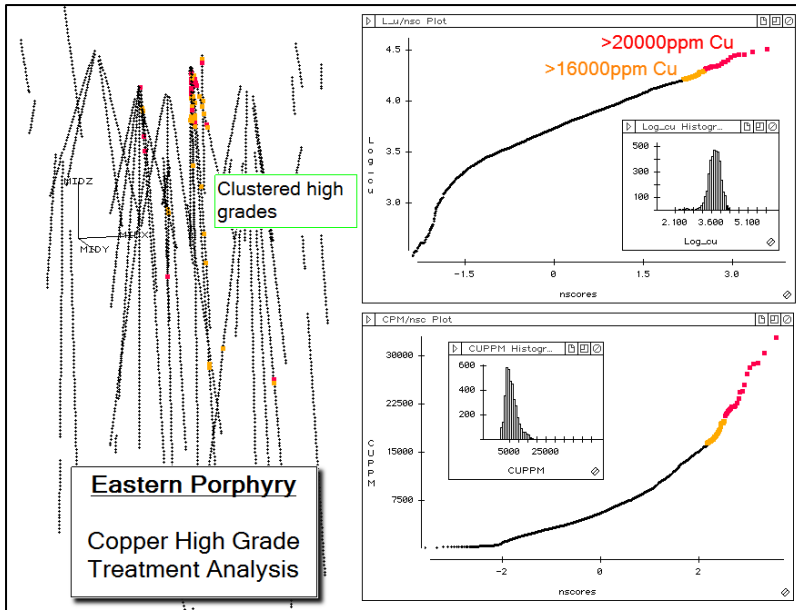 MIDZ
MIDX
MIDY
Clustered high
grades
Eastern Porphyry
Copper High Grade
Treatment Analysis
L_u/nsc Plot
>20000ppm Cu
>16000ppm Cu
4.5
4.0
3.5
3.0
Log_cu Histogr...
500
300
100
2.100 3.600 5.100
Log_cu
-1.5 0 1.5 3.0
nscores
CPM/nsc Plot
30000
22500
15000
7500
CUPPM
CUPPM Histogr...
600
400
200
5000 25000
CUPPM
-2 0 2
nscores